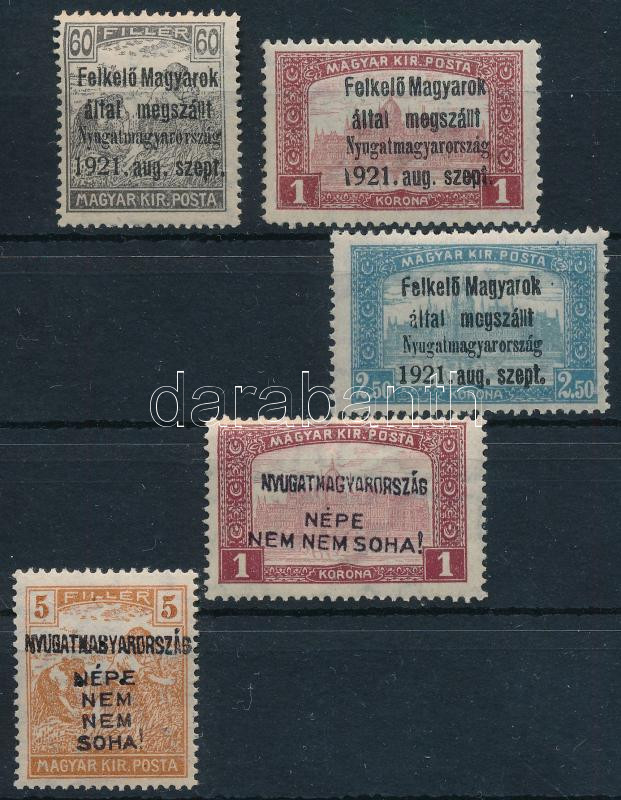 60 FILLÉR 60
Felkelő Magyarok
által megszállt
Nyugatmagyarország
1921. aug. szept.
MAGYAR KIR. POSTA
MAGYAR KIR. POSTA
Felkelő Magyarok
által megszállt
Nyugatmagyarország
1921. aug. szept.
1 KORONA 1
MAGYAR KIR. POSTA
Felkelő Magyarok
által megszállt
Nyugatmagyarország
1921. aug. szept.
2.50 KORONA 2.50
darabanth
MAGYAR KIR. POSTA
NYUGATMAGYARORSZÁG
NÉPE
NEM NEM SOHA!
1 KORONA 1
5 FILLÉR 5
NYUGATMAGYARORSZÁG
NÉPE
NEM
NEM
SOHA!
MAGYAR KIR. POSTA